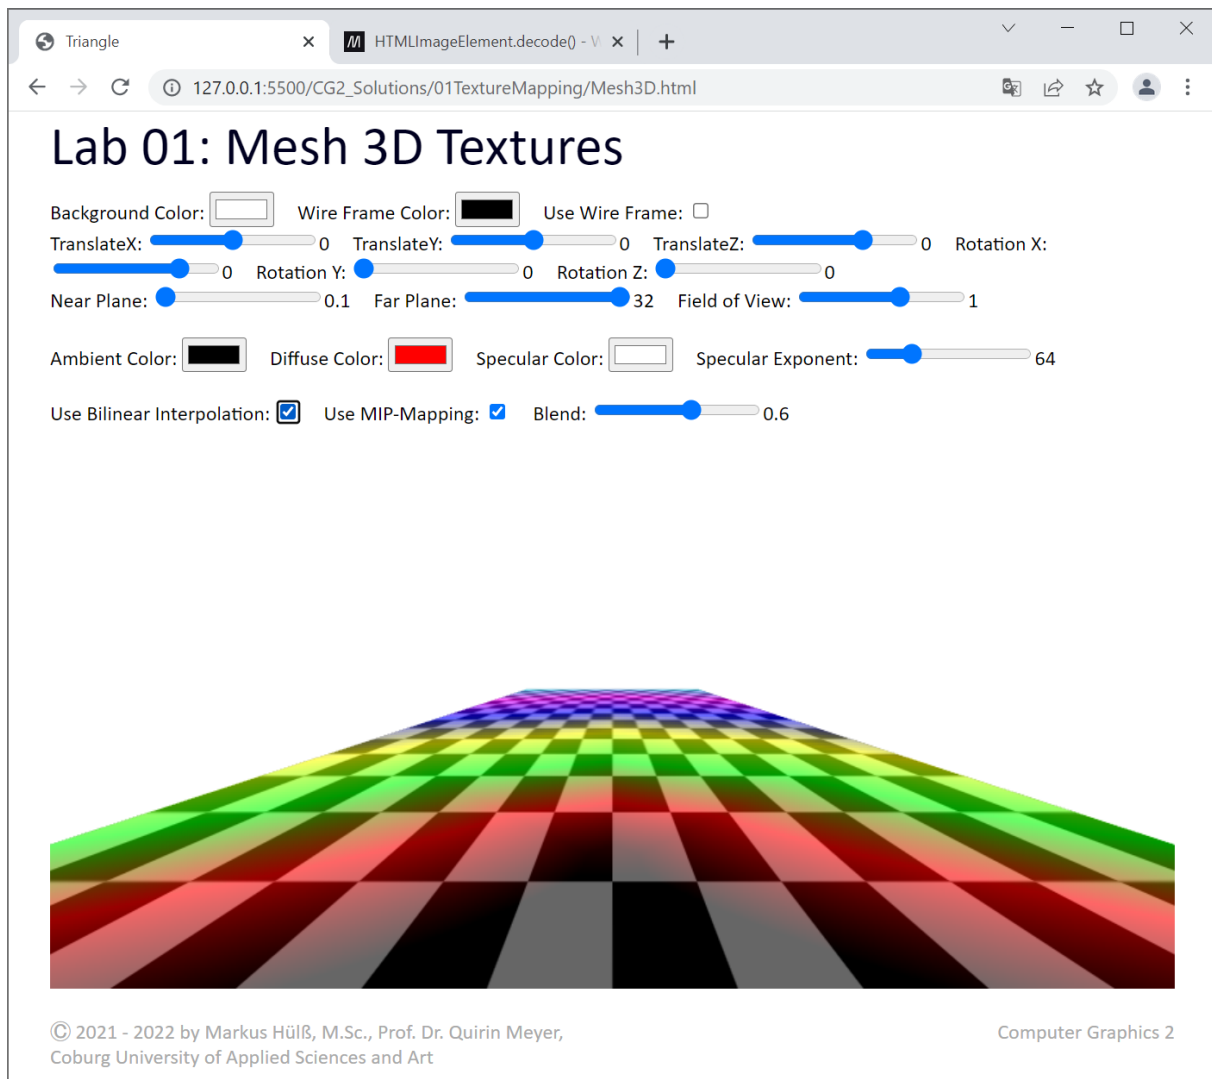 Triangle
HTMLImageElement.decode() - W
127.0.0.1:5500/CG2_Solutions/01TextureMapping/Mesh3D.html
Lab 01: Mesh 3D Textures
Background Color: Wire Frame Color: Use Wire Frame:
TranslateX: 0 TranslateY: 0 TranslateZ: 0 Rotation X:
0 Rotation Y: 0 Rotation Z: 0
Near Plane: 0.1 Far Plane: 32 Field of View: 1
Ambient Color: Diffuse Color: Specular Color: Specular Exponent: 64
Use Bilinear Interpolation: Use MIP-Mapping: Blend: 0.6
© 2021 - 2022 by Markus Hülß, M.Sc., Prof. Dr. Quirin Meyer, Computer Graphics 2
Coburg University of Applied Sciences and Art